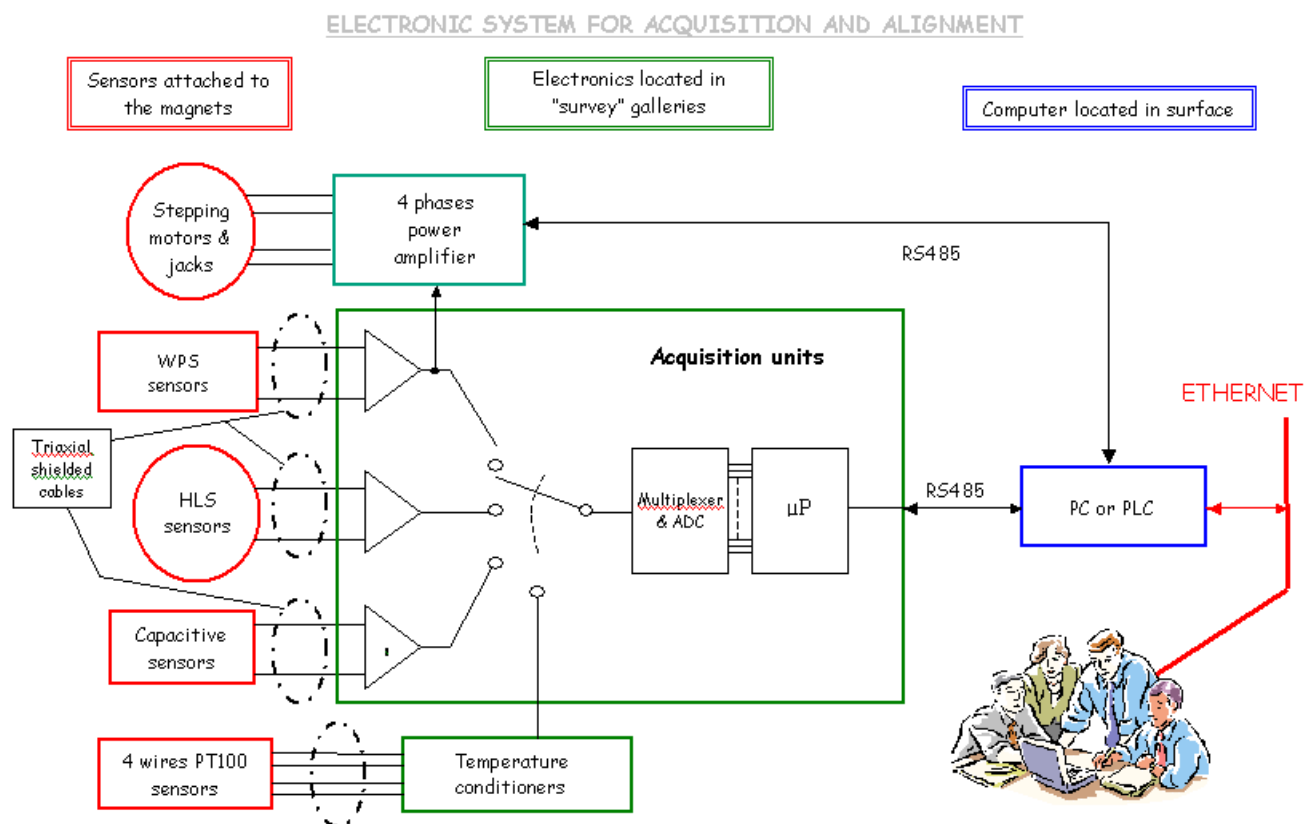 ELECTRONIC SYSTEM FOR ACQUISITION AND ALIGNMENT
Sensors attached to
the magnets
Electronics located in
"survey" galleries
Computer located in surface
Stepping
motors &
jacks
4 phases
power
amplifier
RS485
WPS
sensors
Acquisition units
ETHERNET
Triaxial
shielded
cables
HLS
sensors
Multiplexer
& ADC
µP
RS485
PC or PLC
Capacitive
sensors
4 wires PT100
sensors
Temperature
conditioners